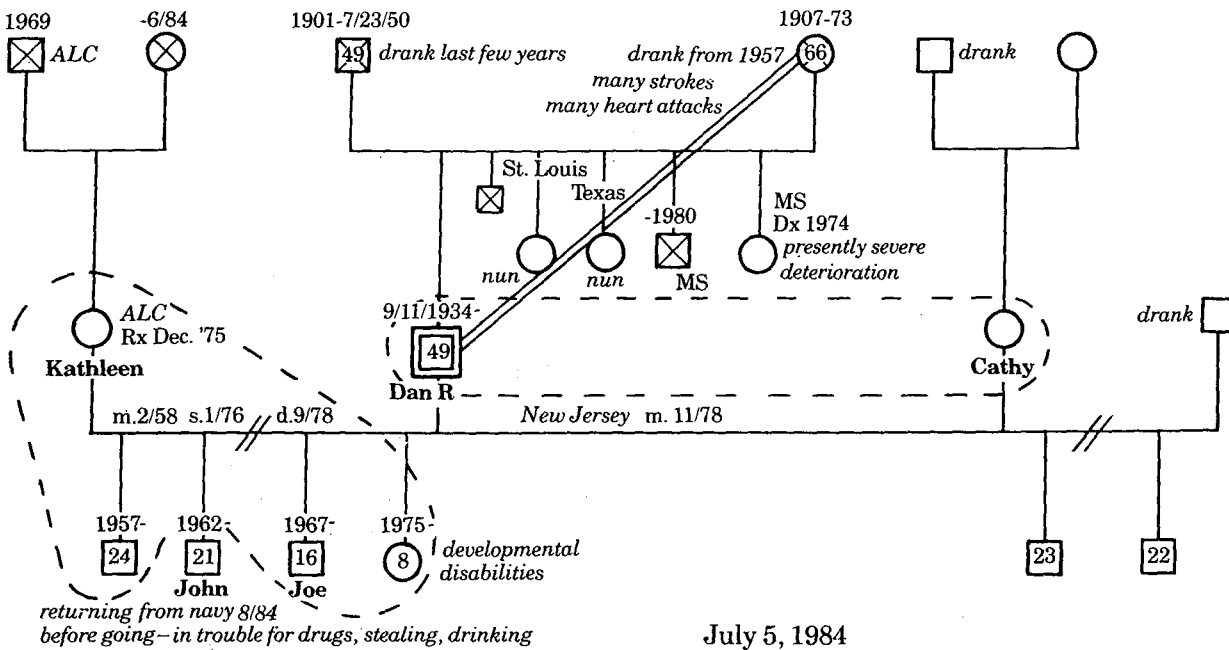 1969
ALC
-6/84
1901-7/23/50
49
drank last few years
drank from 1957
many strokes
many heart attacks
1907-73
66
drank
St. Louis
nun
Texas
nun
-1980
MS
MS
Dx 1974
presently severe
deterioration
ALC
Rx Dec. '75
Kathleen
9/11/1934-
49
Dan R
Cathy
drank
m.2/58 s.1/76 d.9/78
New Jersey m. 11/78
1957-
24
1962-
21
John
1967-
16
Joe
1975-
8
developmental
disabilities
23
22
returning from navy 8/84
before going–in trouble for drugs, stealing, drinking
July 5, 1984